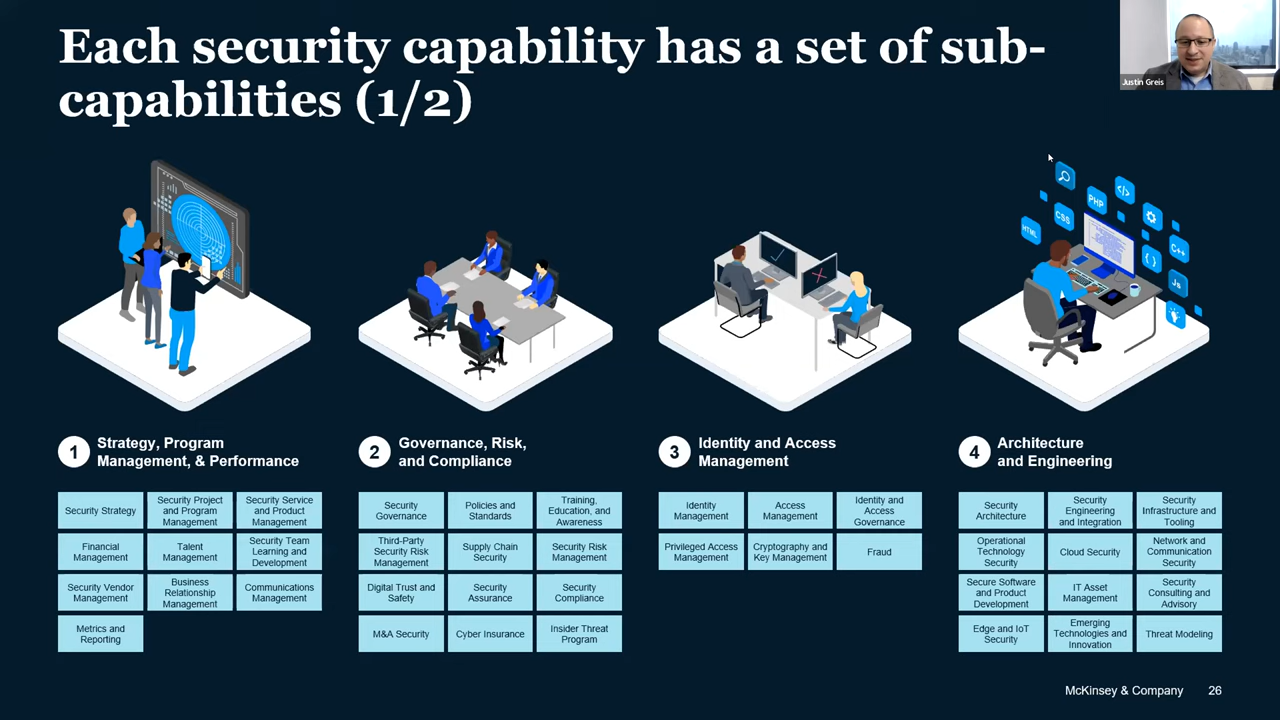 Each security capability has a set of sub-
capabilities (1/2)
Justin Greis
HTML
CSS
PHP
</>
C++
{ }
Js
1
Strategy, Program
Management, & Performance
Security Strategy
Security Project
and Program
Management
Security Service
and Product
Management
Financial
Management
Talent
Management
Security Team
Learning and
Development
Security Vendor
Management
Business
Relationship
Management
Communications
Management
Metrics and
Reporting
2
Governance, Risk,
and Compliance
Security
Governance
Policies and
Standards
Training,
Education, and
Awareness
Third-Party
Security Risk
Management
Supply Chain
Security
Security Risk
Management
Digital Trust and
Safety
Security
Assurance
Security
Compliance
M&A Security
Cyber Insurance
Insider Threat
Program
3
Identity and Access
Management
Identity
Management
Access
Management
Identity and
Access
Governance
Privileged Access
Management
Cryptography and
Key Management
Fraud
4
Architecture
and Engineering
Security
Architecture
Security
Engineering
and Integration
Security
Infrastructure and
Tooling
Operational
Technology
Security
Cloud Security
Network and
Communication
Security
Secure Software
and Product
Development
IT Asset
Management
Security
Consulting and
Advisory
Edge and IoT
Security
Emerging
Technologies and
Innovation
Threat Modeling
McKinsey & Company
26